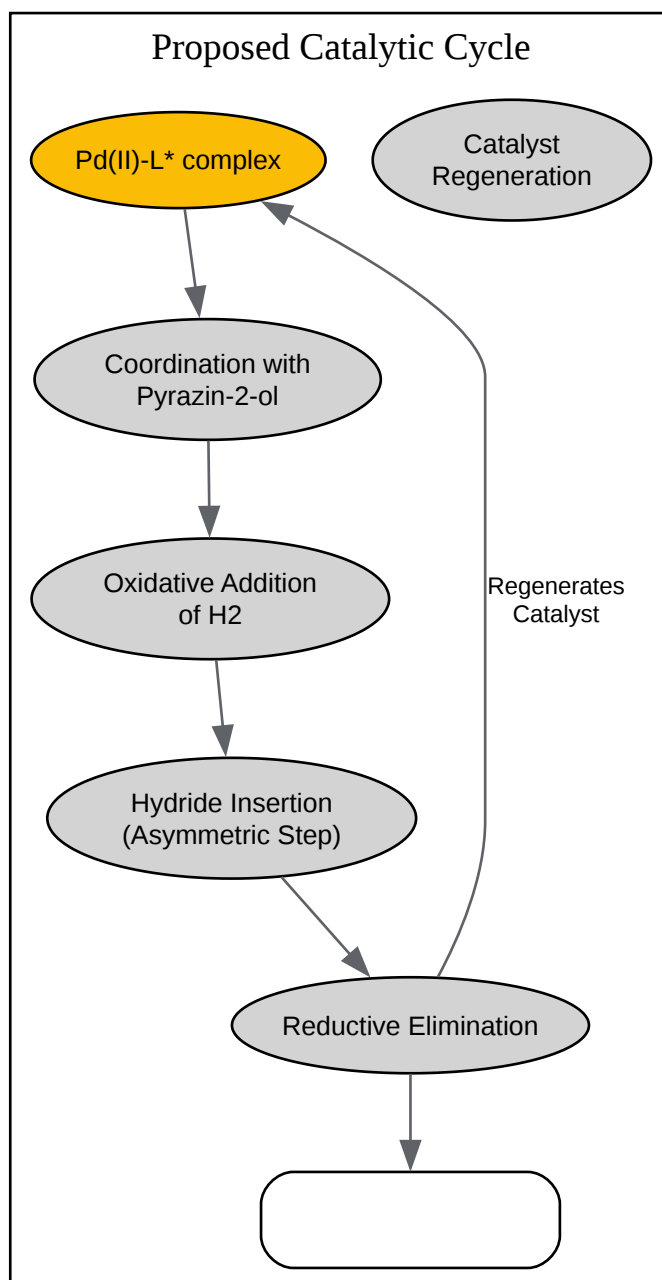 Proposed Catalytic Cycle
Pd(II)-L* complex
Catalyst
Regeneration
Coordination with
Pyrazin-2-ol
Oxidative Addition
of H2
Regenerates
Catalyst
Hydride Insertion
(Asymmetric Step)
Reductive Elimination